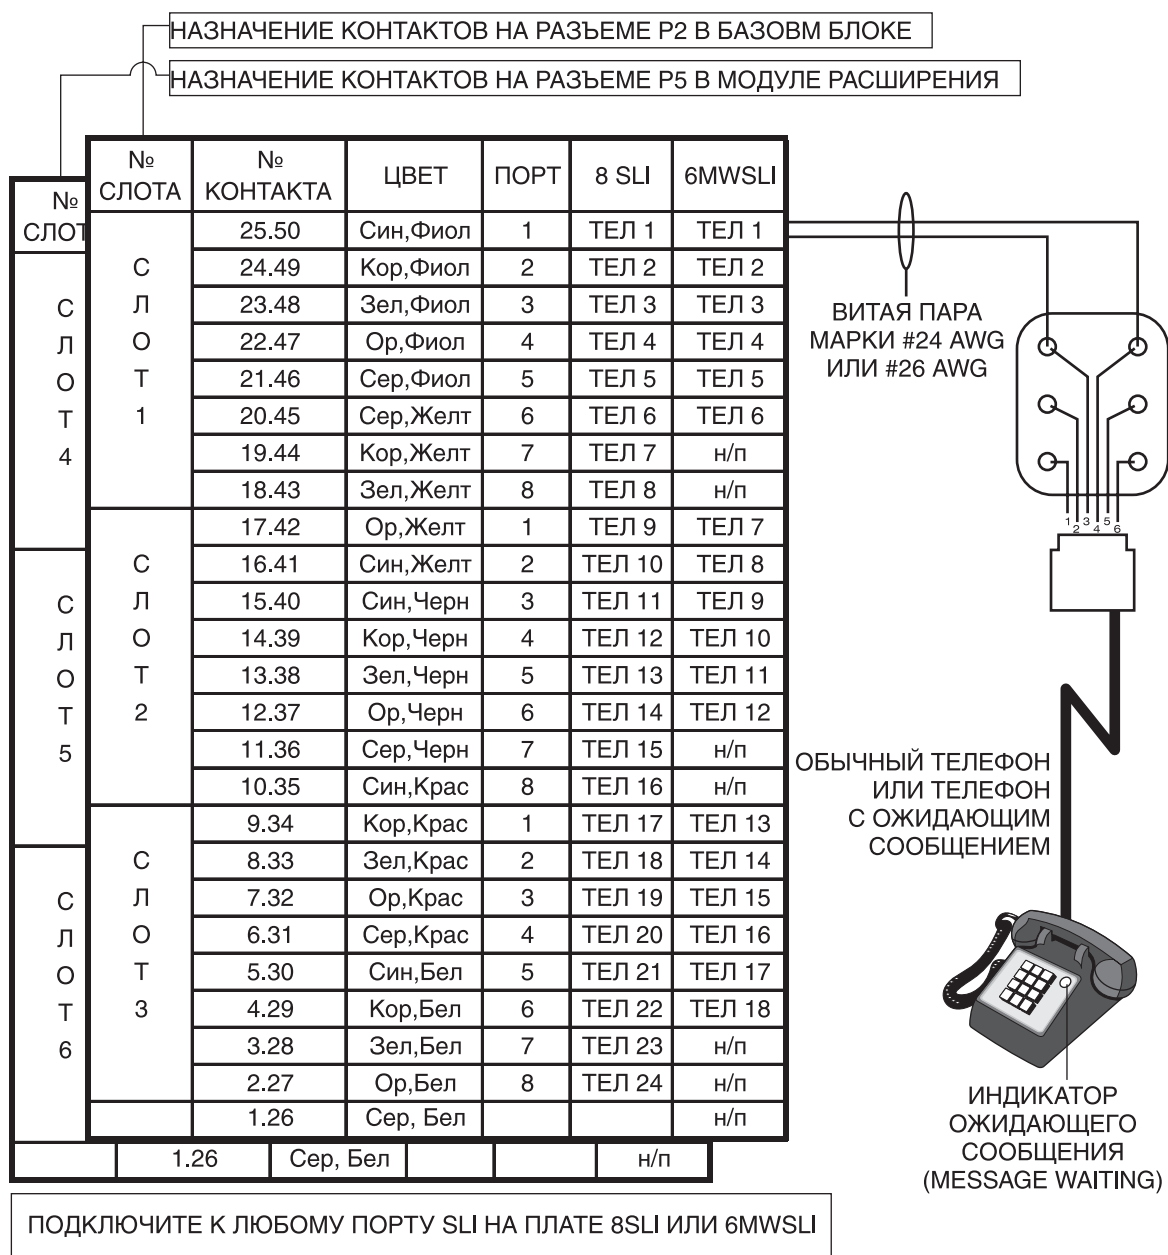 НАЗНАЧЕНИЕ КОНТАКТОВ НА РАЗЪЕМЕ P2 В БАЗОВМ БЛОКЕ
НАЗНАЧЕНИЕ КОНТАКТОВ НА РАЗЪЕМЕ P5 В МОДУЛЕ РАСШИРЕНИЯ
№ СЛОТА № КОНТАКТА ЦВЕТ ПОРТ 8 SLI 6MWSLI
СЛОТ 1
25.50 Син,Фиол 1 ТЕЛ 1 ТЕЛ 1
24.49 Кор,Фиол 2 ТЕЛ 2 ТЕЛ 2
23.48 Зел,Фиол 3 ТЕЛ 3 ТЕЛ 3
22.47 Ор,Фиол 4 ТЕЛ 4 ТЕЛ 4
21.46 Сер,Фиол 5 ТЕЛ 5 ТЕЛ 5
20.45 Сер,Желт 6 ТЕЛ 6 ТЕЛ 6
19.44 Кор,Желт 7 ТЕЛ 7 н/п
18.43 Зел,Желт 8 ТЕЛ 8 н/п
СЛОТ 2
17.42 Ор,Желт 1 ТЕЛ 9 ТЕЛ 7
16.41 Син,Желт 2 ТЕЛ 10 ТЕЛ 8
15.40 Син,Черн 3 ТЕЛ 11 ТЕЛ 9
14.39 Кор,Черн 4 ТЕЛ 12 ТЕЛ 10
13.38 Зел,Черн 5 ТЕЛ 13 ТЕЛ 11
12.37 Ор,Черн 6 ТЕЛ 14 ТЕЛ 12
11.36 Сер,Черн 7 ТЕЛ 15 н/п
10.35 Син,Крас 8 ТЕЛ 16 н/п
СЛОТ 3
9.34 Кор,Крас 1 ТЕЛ 17 ТЕЛ 13
8.33 Зел,Крас 2 ТЕЛ 18 ТЕЛ 14
7.32 Ор,Крас 3 ТЕЛ 19 ТЕЛ 15
6.31 Сер,Крас 4 ТЕЛ 20 ТЕЛ 16
5.30 Син,Бел 5 ТЕЛ 21 ТЕЛ 17
4.29 Кор,Бел 6 ТЕЛ 22 ТЕЛ 18
3.28 Зел,Бел 7 ТЕЛ 23 н/п
2.27 Ор,Бел 8 ТЕЛ 24 н/п
1.26 Сер, Бел н/п
№
СЛОТ
СЛОТ 4
СЛОТ 5
СЛОТ 6
1.26 Сер, Бел н/п
ВИТАЯ ПАРА
МАРКИ #24 AWG
ИЛИ #26 AWG
1 2 3 4 5 6
ОБЫЧНЫЙ ТЕЛЕФОН
ИЛИ ТЕЛЕФОН
С ОЖИДАЮЩИМ
СООБЩЕНИЕМ
ИНДИКАТОР
ОЖИДАЮЩЕГО
СООБЩЕНИЯ
(MESSAGE WAITING)
ПОДКЛЮЧИТЕ К ЛЮБОМУ ПОРТУ SLI НА ПЛАТЕ 8SLI ИЛИ 6MWSLI